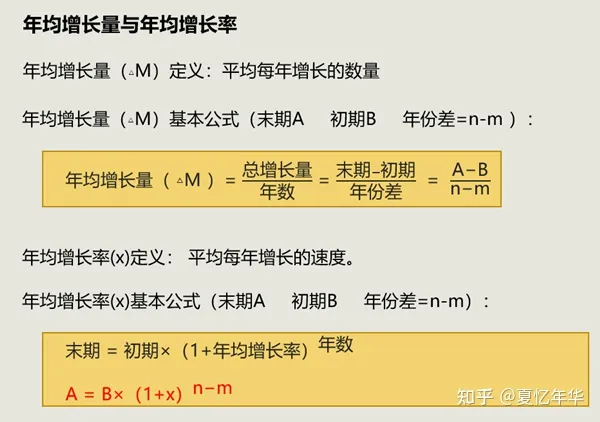 年均增长量与年均增长率
年均增长量（△M）定义：平均每年增长的数量
年均增长量（△M）基本公式（末期A 初期B 年份差=n-m ）：
年均增长量（ △M ）= 总增长量/年数 = 末期-初期/年份差 = A-B/n-m
年均增长率(x)定义： 平均每年增长的速度。
年均增长率(x)基本公式（末期A 初期B 年份差=n-m）：
末期 = 初期×（1+年均增长率）年数
A = B×（1+x）n-m
知乎 @夏忆年华